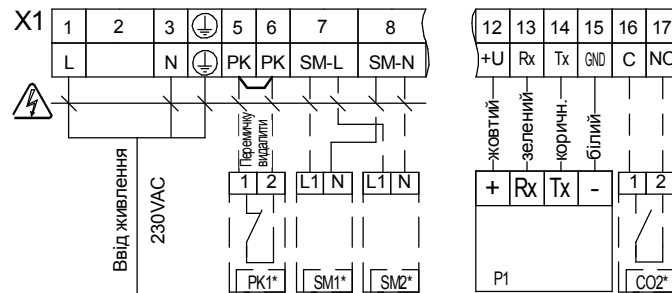 X1
1 2 3 5 6 7 8
L N PK PK SM-L SM-N
12 13 14 15 16 17
+U Rx Tx GND C NO
Ввід живлення
230VAC
Перемичку
видалити
жовтий
зелений
коричн.
білий
1 2 L1 N L1 N
+ Rx Tx - 1 2
PK1* SM1* SM2* P1 CO2*